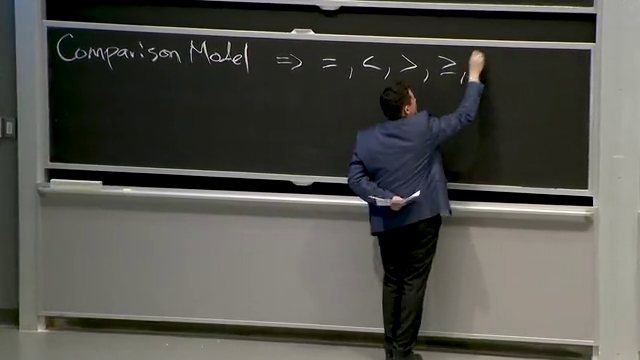 Comparison Model ⇒ =, <, >, ≥,